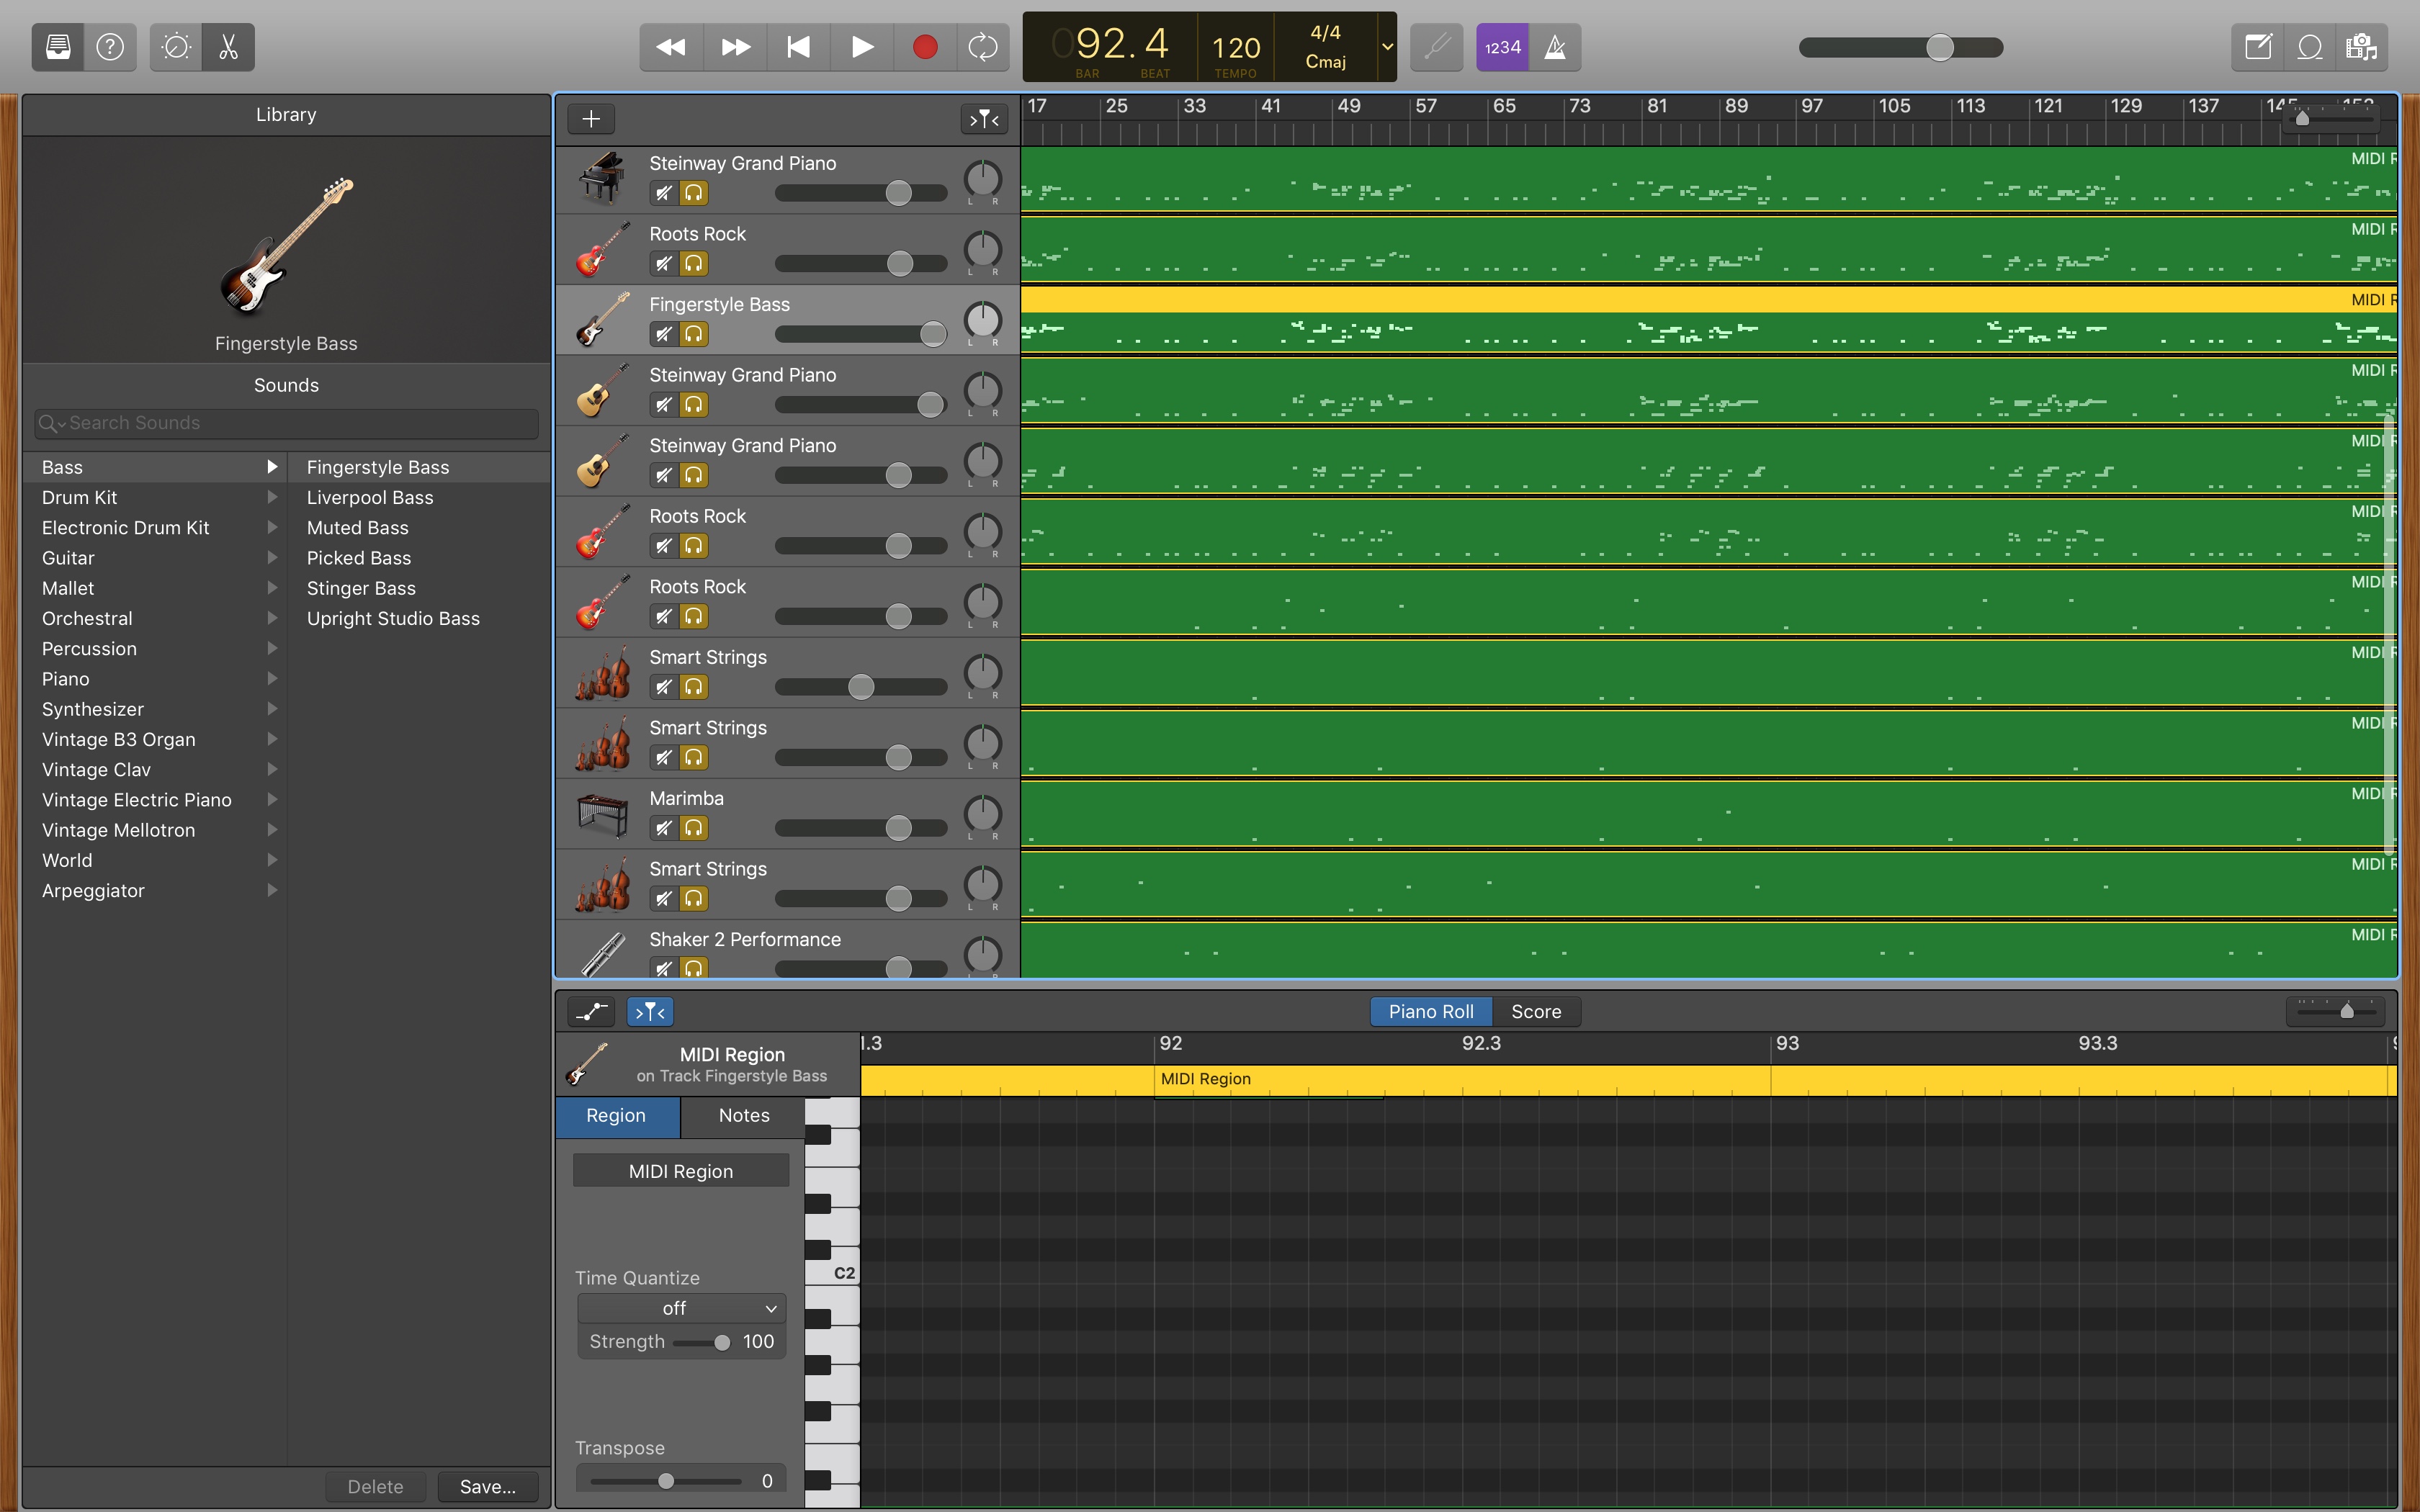 092.4
BAR BEAT
120
TEMPO
4/4
Cmaj
1234
Library
Fingerstyle Bass
Sounds
Search Sounds
Bass
Drum Kit
Electronic Drum Kit
Guitar
Mallet
Orchestral
Percussion
Piano
Synthesizer
Vintage B3 Organ
Vintage Clav
Vintage Electric Piano
Vintage Mellotron
World
Arpeggiator
Fingerstyle Bass
Liverpool Bass
Muted Bass
Picked Bass
Stinger Bass
Upright Studio Bass
Delete
Save...
17 25 33 41 49 57 65 73 81 89 97 105 113 121 129 137
Steinway Grand Piano
L R
MIDI R
Roots Rock
L R
MIDI R
Fingerstyle Bass
L R
MIDI R
Steinway Grand Piano
L R
MIDI R
Steinway Grand Piano
L R
MIDI R
Roots Rock
L R
MIDI R
Roots Rock
L R
MIDI R
Smart Strings
L R
MIDI R
Smart Strings
L R
MIDI R
Marimba
L R
MIDI R
Smart Strings
L R
MIDI R
Shaker 2 Performance
MIDI R
Piano Roll
Score
MIDI Region
on Track Fingerstyle Bass
1.3 92 92.3 93 93.3
MIDI Region
Region
Notes
MIDI Region
Time Quantize
off
Strength 100
Transpose
0
C2